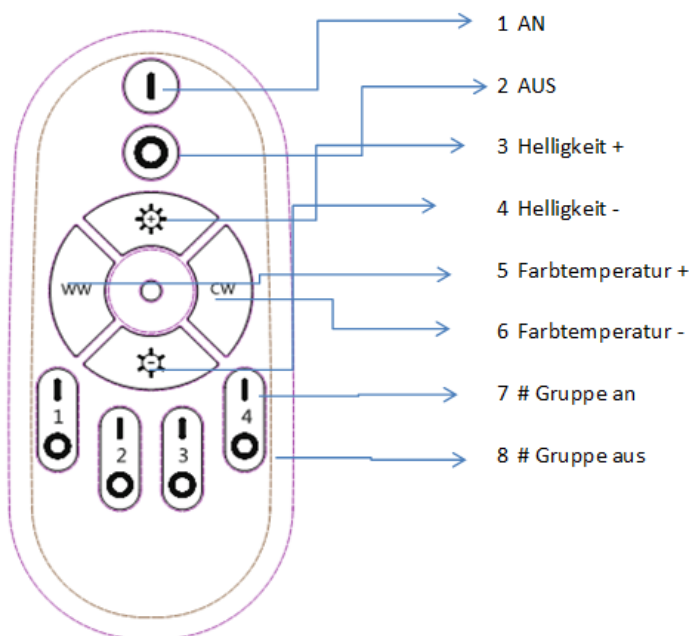 1 AN
2 AUS
3 Helligkeit +
4 Helligkeit -
5 Farbtemperatur +
6 Farbtemperatur -
7 # Gruppe an
8 # Gruppe aus
WW
CW
1
2
3
4